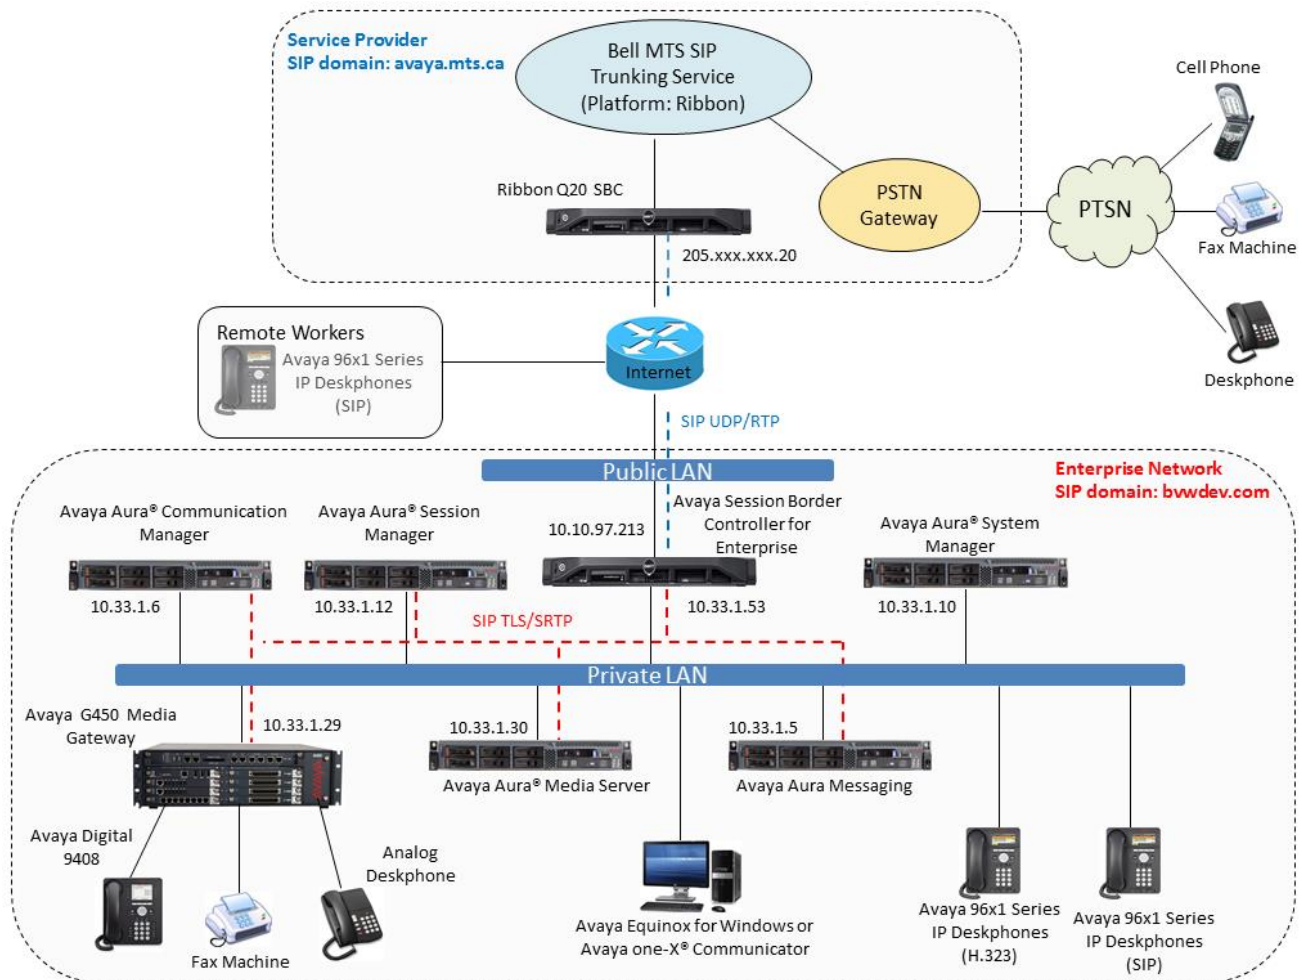 Service Provider
SIP domain: avaya.mts.ca
Bell MTS SIP
Trunking Service
(Platform: Ribbon)
Cell Phone
Ribbon Q20 SBC
PSTN
Gateway
PTSN
205.xxx.xxx.20
Fax Machine
Remote Workers
Avaya 96x1 Series
IP Deskphones
(SIP)
Internet
Deskphone
SIP UDP/RTP
Public LAN
Enterprise Network
SIP domain: bvwdev.com
Avaya Aura® Communication
Manager
Avaya Aura® Session
Manager
10.10.97.213
Avaya Session Border
Controller for
Enterprise
Avaya Aura® System
Manager
10.33.1.6
10.33.1.12
10.33.1.53
10.33.1.10
SIP TLS/SRTP
Private LAN
Avaya G450 Media
Gateway
10.33.1.29
10.33.1.30
10.33.1.5
Avaya Aura® Media Server
Avaya Aura Messaging
Avaya Digital
9408
Analog
Deskphone
Fax Machine
Avaya Equinox for Windows or
Avaya one-X® Communicator
Avaya 96x1 Series
IP Deskphones
(H.323)
Avaya 96x1 Series
IP Deskphones
(SIP)